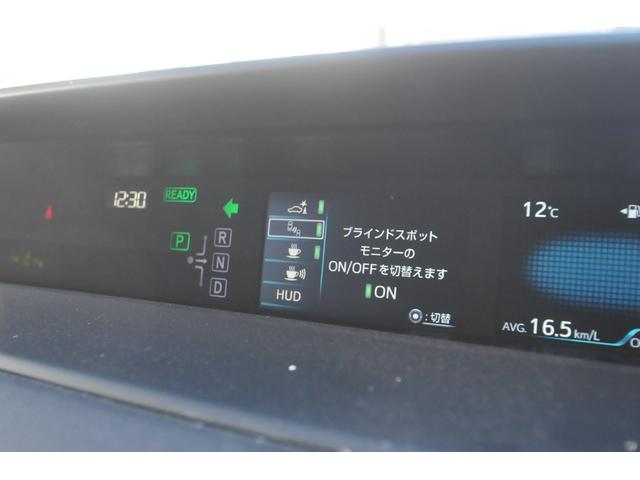 12:30
READY
P
R
N
D
HUD
ブラインドスポット
モニターの
ON/OFFを切替えます
ON
:切替
12℃
AVG. 16.5 km/L